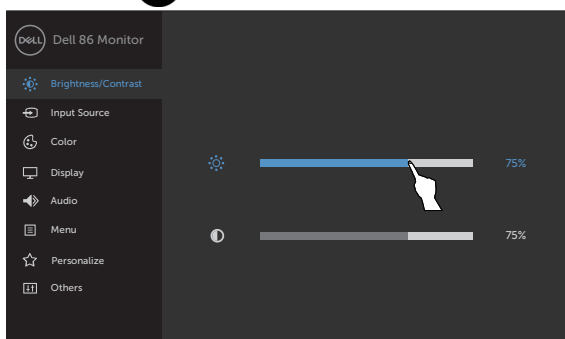 DELL Dell 86 Monitor
Brightness/Contrast
Input Source
Color
Display
75%
Audio
Menu
75%
Personalize
Others